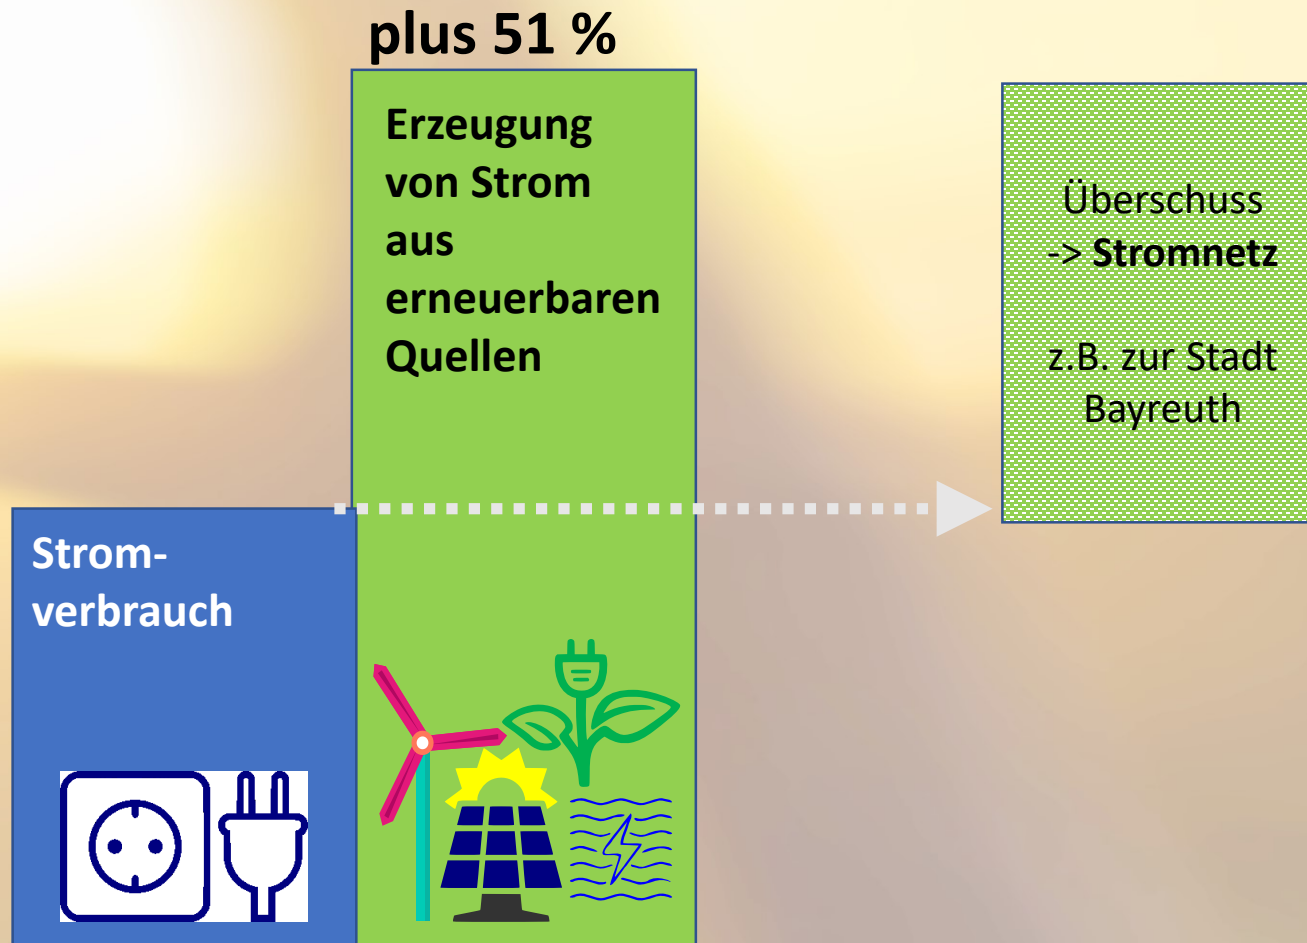 plus 51 %
Erzeugung
von Strom
aus
erneuerbaren
Quellen
Strom-
verbrauch
Überschuss
-> Stromnetz
z.B. zur Stadt
Bayreuth